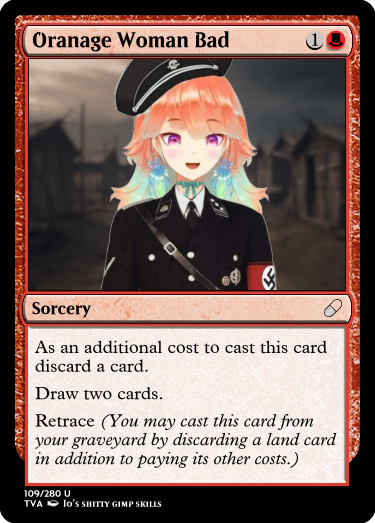 Oranage Woman Bad 1
Sorcery
As an additional cost to cast this card
discard a card.
Draw two cards.
Retrace (You may cast this card from
your graveyard by discarding a land card
in addition to paying its other costs.)
109/280 U
TVA Io's shitty gimp skills